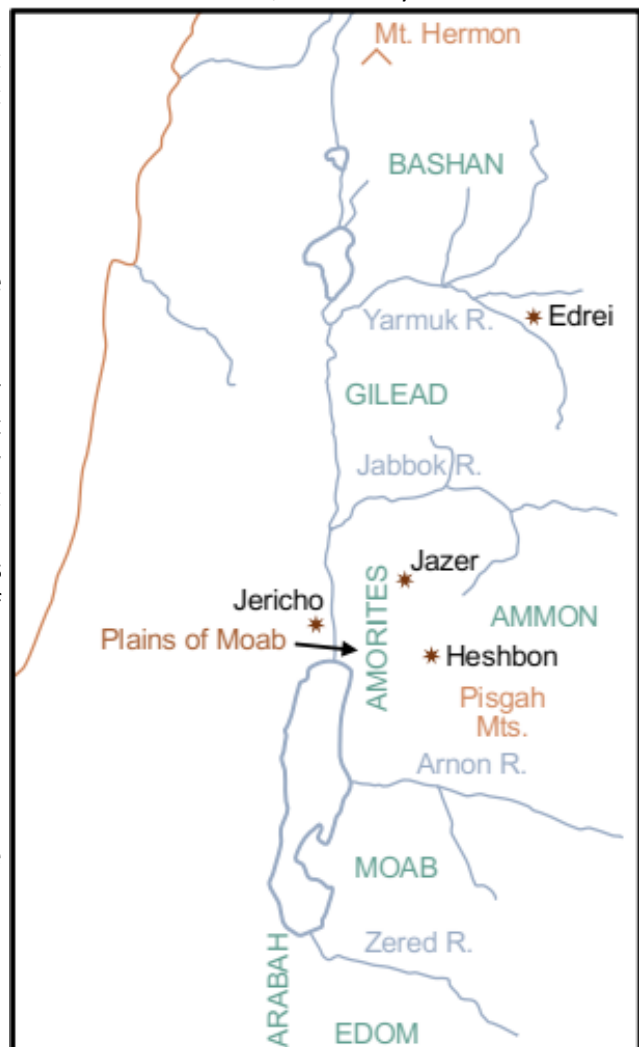 Mt. Hermon
BASHAN
Yarmuk R.
Edrei
GILEAD
Jabbok R.
Jazer
Jericho
AMORITES
AMMON
Plains of Moab
Heshbon
Pisgah
Mts.
Arnon R.
MOAB
Zered R.
ARABAH
EDOM